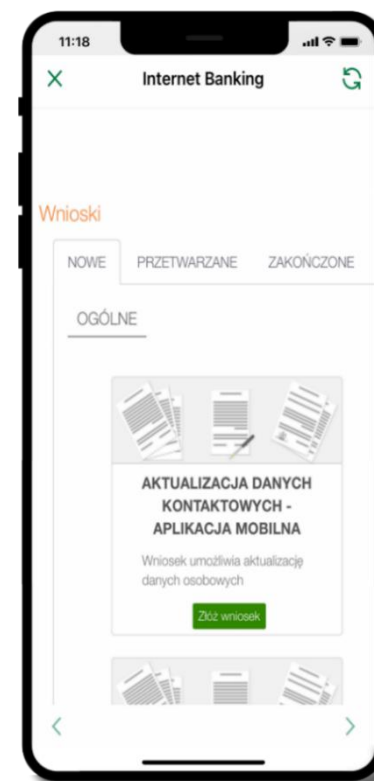 11:18
Internet Banking
Wnioski
NOWE PRZETWARZANE ZAKOŃCZONE
OGÓLNE
AKTUALIZACJA DANYCH
KONTAKTOWYCH -
APLIKACJA MOBILNA
Wniosek umożliwia aktualizację
danych osobowych
Złóż wniosek